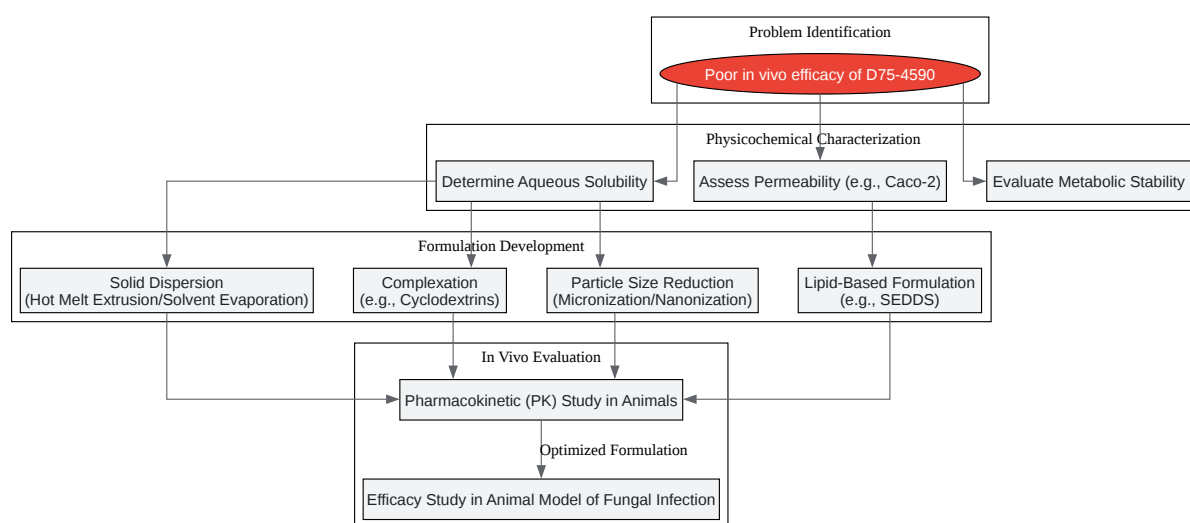 Problem Identification
Poor in vivo efficacy of D75-4590
Physicochemical Characterization
Determine Aqueous Solubility
Assess Permeability (e.g., Caco-2)
Evaluate Metabolic Stability
Formulation Development
Solid Dispersion
(Hot Melt Extrusion/Solvent Evaporation)
Complexation
(e.g., Cyclodextrins)
Particle Size Reduction
(Micronization/Nanonization)
Lipid-Based Formulation
(e.g., SEDDS)
In Vivo Evaluation
Pharmacokinetic (PK) Study in Animals
Optimized Formulation
Efficacy Study in Animal Model of Fungal Infection